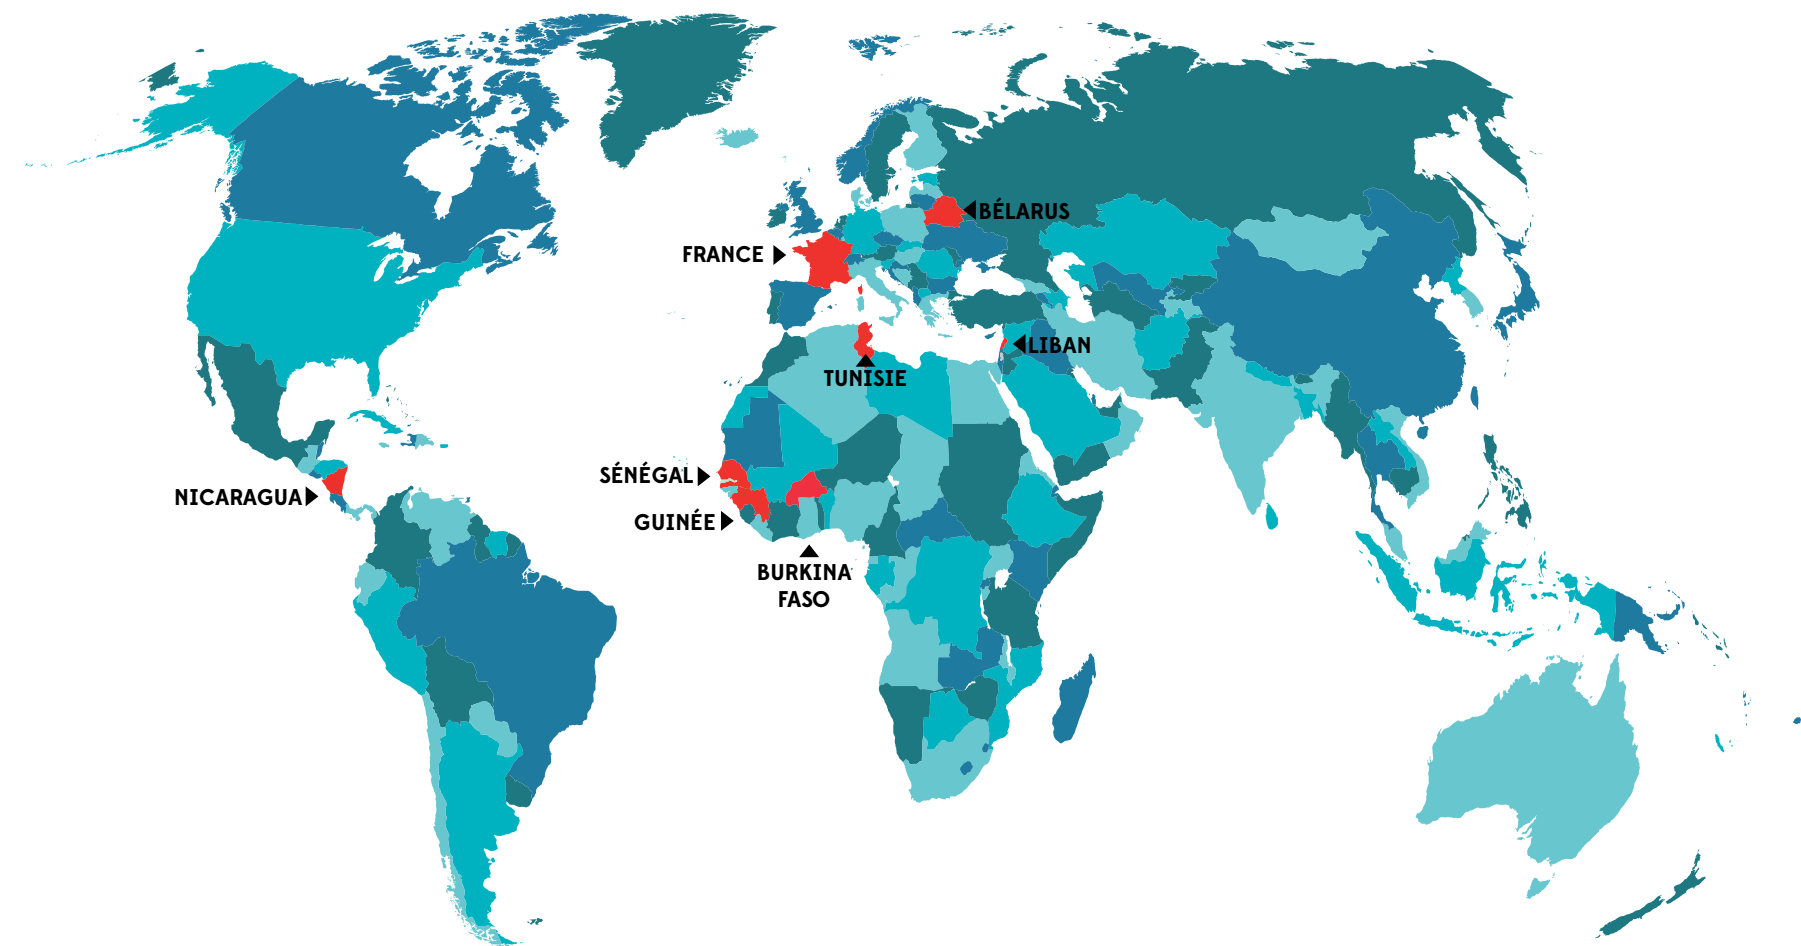 BÉLARUS
FRANCE
LIBAN
TUNISIE
SÉNÉGAL
NICARAGUA
GUINÉE
BURKINA
FASO